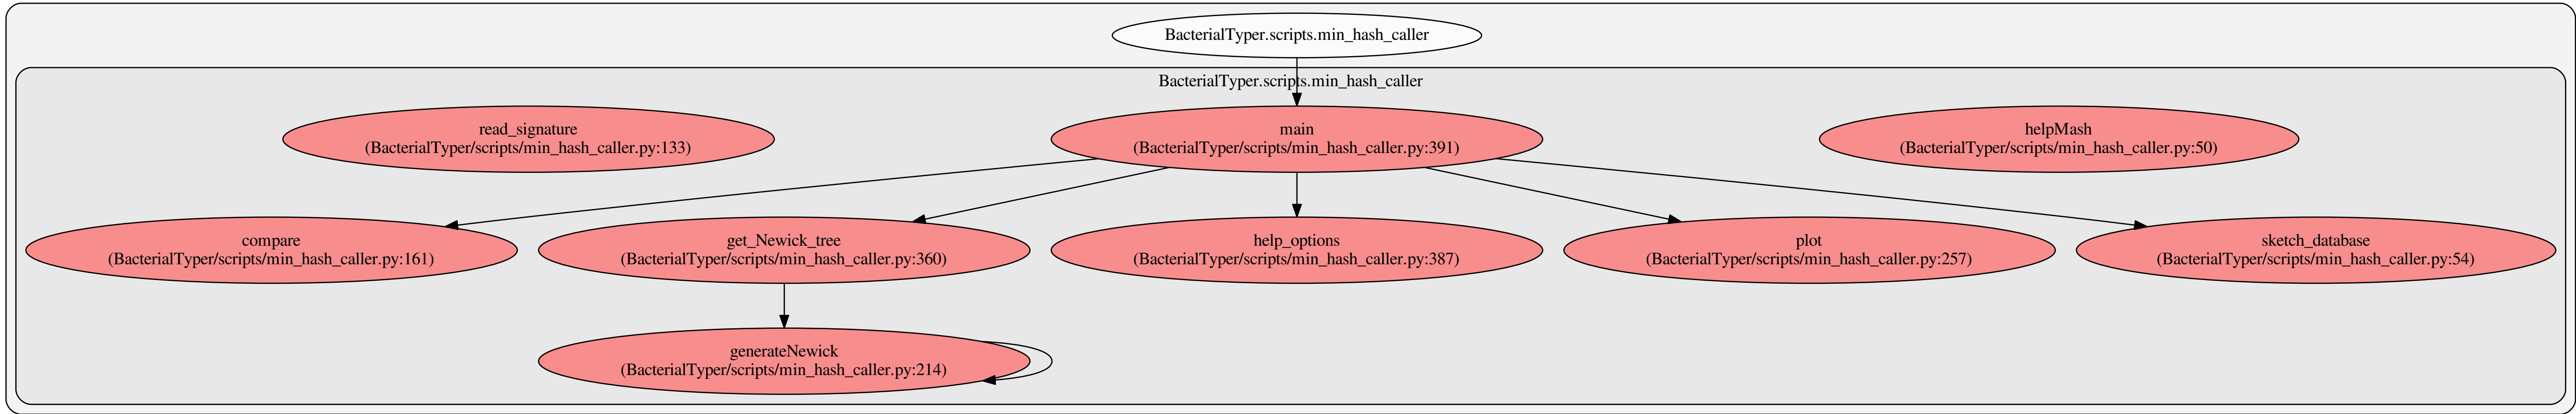 BacterialTyper.scripts.min_hash_caller
BacterialTyper.scripts.min_hash_caller
read_signature
(BacterialTyper/scripts/min_hash_caller.py:133)
main
(BacterialTyper/scripts/min_hash_caller.py:391)
helpMash
(BacterialTyper/scripts/min_hash_caller.py:50)
compare
(BacterialTyper/scripts/min_hash_caller.py:161)
get_Newick_tree
(BacterialTyper/scripts/min_hash_caller.py:360)
help_options
(BacterialTyper/scripts/min_hash_caller.py:387)
plot
(BacterialTyper/scripts/min_hash_caller.py:257)
sketch_database
(BacterialTyper/scripts/min_hash_caller.py:54)
generateNewick
(BacterialTyper/scripts/min_hash_caller.py:214)